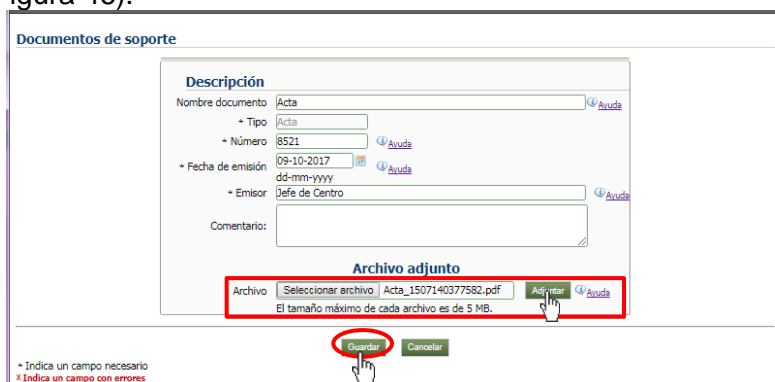 igura 48).
Documentos de soporte
Descripción
Nombre documento Acta Ayuda
* Tipo Acta
* Número 8521 Ayuda
* Fecha de emisión 09-10-2017 Ayuda
dd-mm-yyyy
* Emisor Jefe de Centro Ayuda
Comentario:
Archivo adjunto
Archivo Seleccionar archivo Acta_1507140377582.pdf Adjuntar Ayuda
El tamaño máximo de cada archivo es de 5 MB.
Guardar Cancelar
* Indica un campo necesario
x Indica un campo con errores